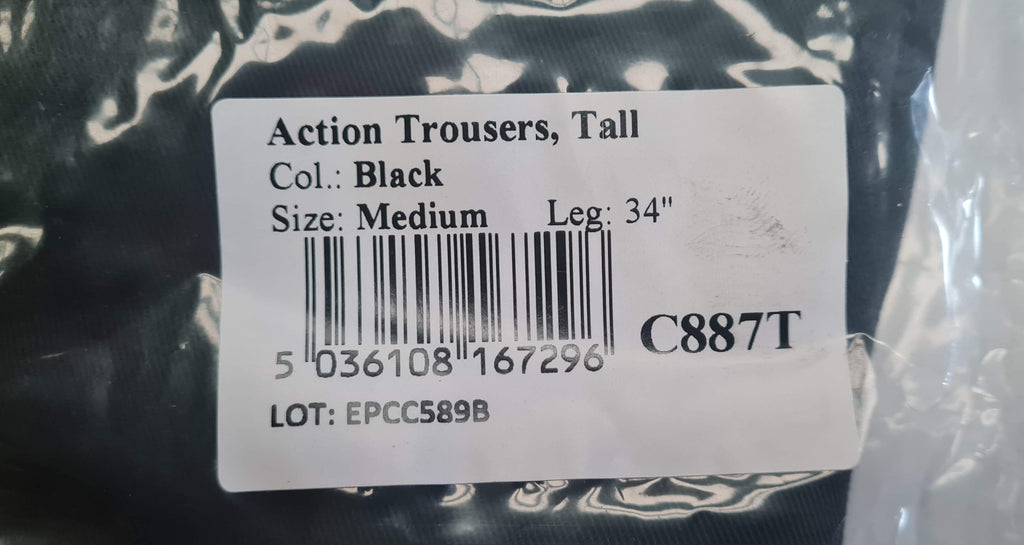 Action Trousers, Tall
Col.: Black
Size: Medium Leg: 34"
5 036108 167296
C887T
LOT: EPCC589B